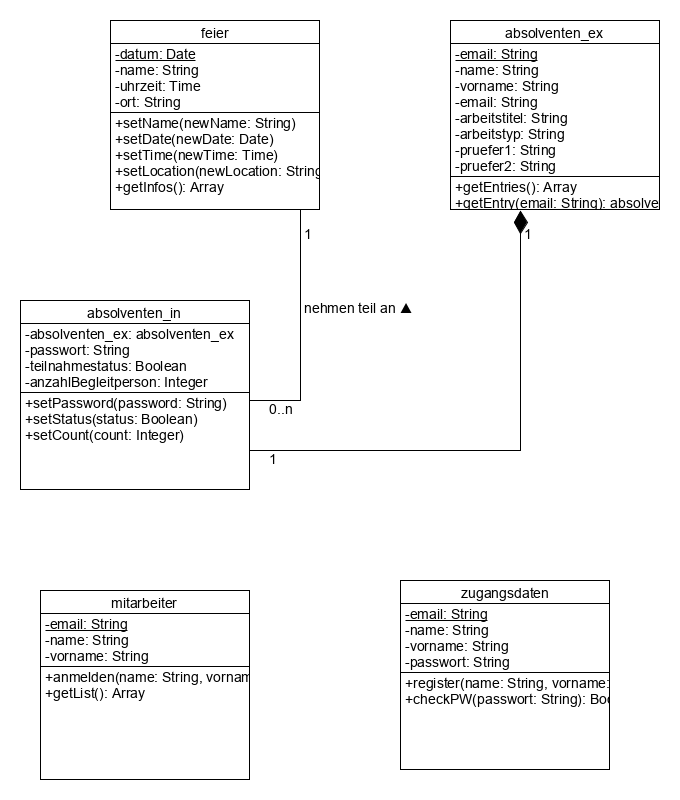 feier
-datum: Date
-name: String
-uhrzeit: Time
-ort: String
+setName(newName: String)
+setDate(newDate: Date)
+setTime(newTime: Time)
+setLocation(newLocation: String
+getInfos(): Array
absolventen_ex
-email: String
-name: String
-vorname: String
-email: String
-arbeitstitel: String
-arbeitstyp: String
-pruefer1: String
-pruefer2: String
+getEntries(): Array
+getEntry(email: String): absolve
1
1
nehmen teil an ▲
absolventen_in
-absolventen_ex: absolventen_ex
-passwort: String
-teilnahmestatus: Boolean
-anzahlBegleitperson: Integer
+setPassword(password: String)
+setStatus(status: Boolean)
+setCount(count: Integer)
0..n
1
mitarbeiter
-email: String
-name: String
-vorname: String
+anmelden(name: String, vornam
+getList(): Array
zugangsdaten
-email: String
-name: String
-vorname: String
-passwort: String
+register(name: String, vorname:
+checkPW(passwort: String): Boo